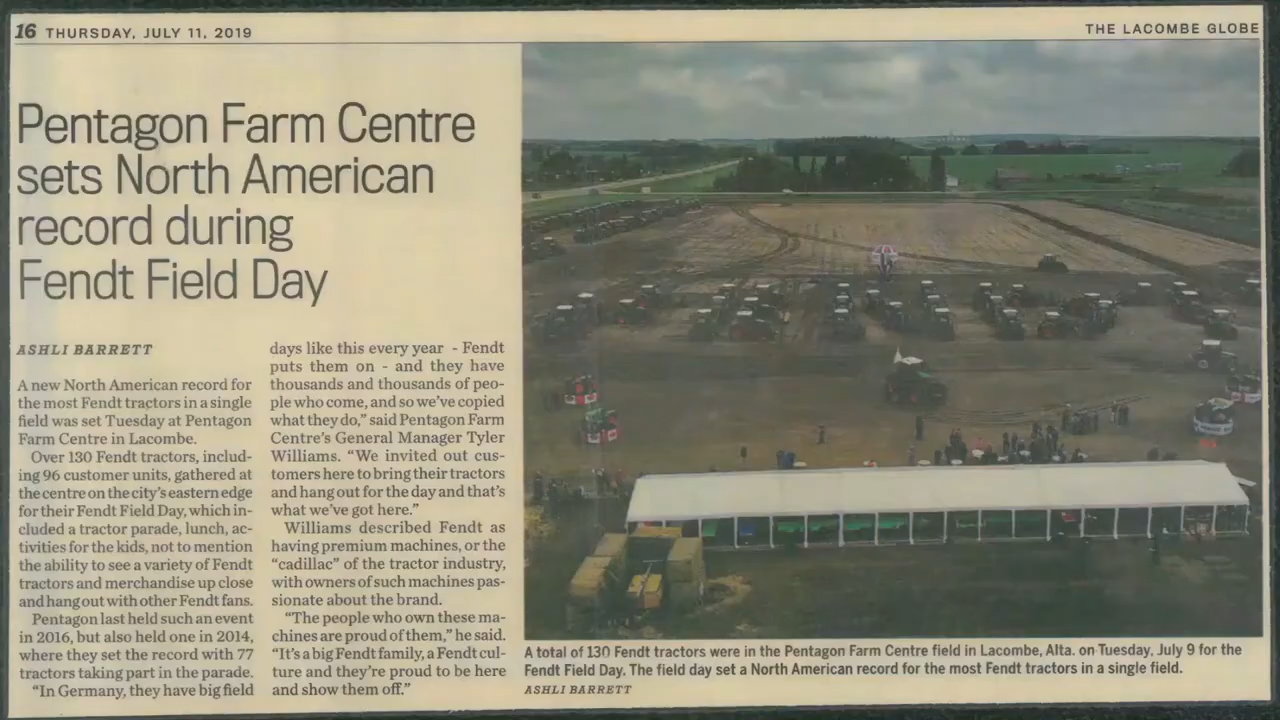 16 THURSDAY, JULY 11, 2019
THE LACOMBE GLOBE
Pentagon Farm Centre
sets North American
record during
Fendt Field Day
ASHLI BARRETT
A new North American record for
the most Fendt tractors in a single
field was set Tuesday at Pentagon
Farm Centre in Lacombe.
Over 130 Fendt tractors, includ-
ing 96 customer units, gathered at
the centre on the city's eastern edge
for their Fendt Field Day, which in-
cluded a tractor parade, lunch, ac-
tivities for the kids, not to mention
the ability to see a variety of Fendt
tractors and merchandise up close
and hang out with other Fendt fans.
Pentagon last held such an event
in 2016, but also held one in 2014,
where they set the record with 77
tractors taking part in the parade.
"In Germany, they have big field
days like this every year - Fendt
puts them on - and they have
thousands and thousands of peo-
ple who come, and so we've copied
what they do," said Pentagon Farm
Centre's General Manager Tyler
Williams. "We invited out cus-
tomers here to bring their tractors
and hang out for the day and that's
what we've got here."
Williams described Fendt as
having premium machines, or the
"cadillac" of the tractor industry,
with owners of such machines pas-
sionate about the brand.
"The people who own these ma-
chines are proud of them," he said.
"It's a big Fendt family, a Fendt cul-
ture and they're proud to be here
and show them off."
A total of 130 Fendt tractors were in the Pentagon Farm Centre field in Lacombe, Alta. on Tuesday, July 9 for the
Fendt Field Day. The field day set a North American record for the most Fendt tractors in a single field.
ASHLI BARRETT